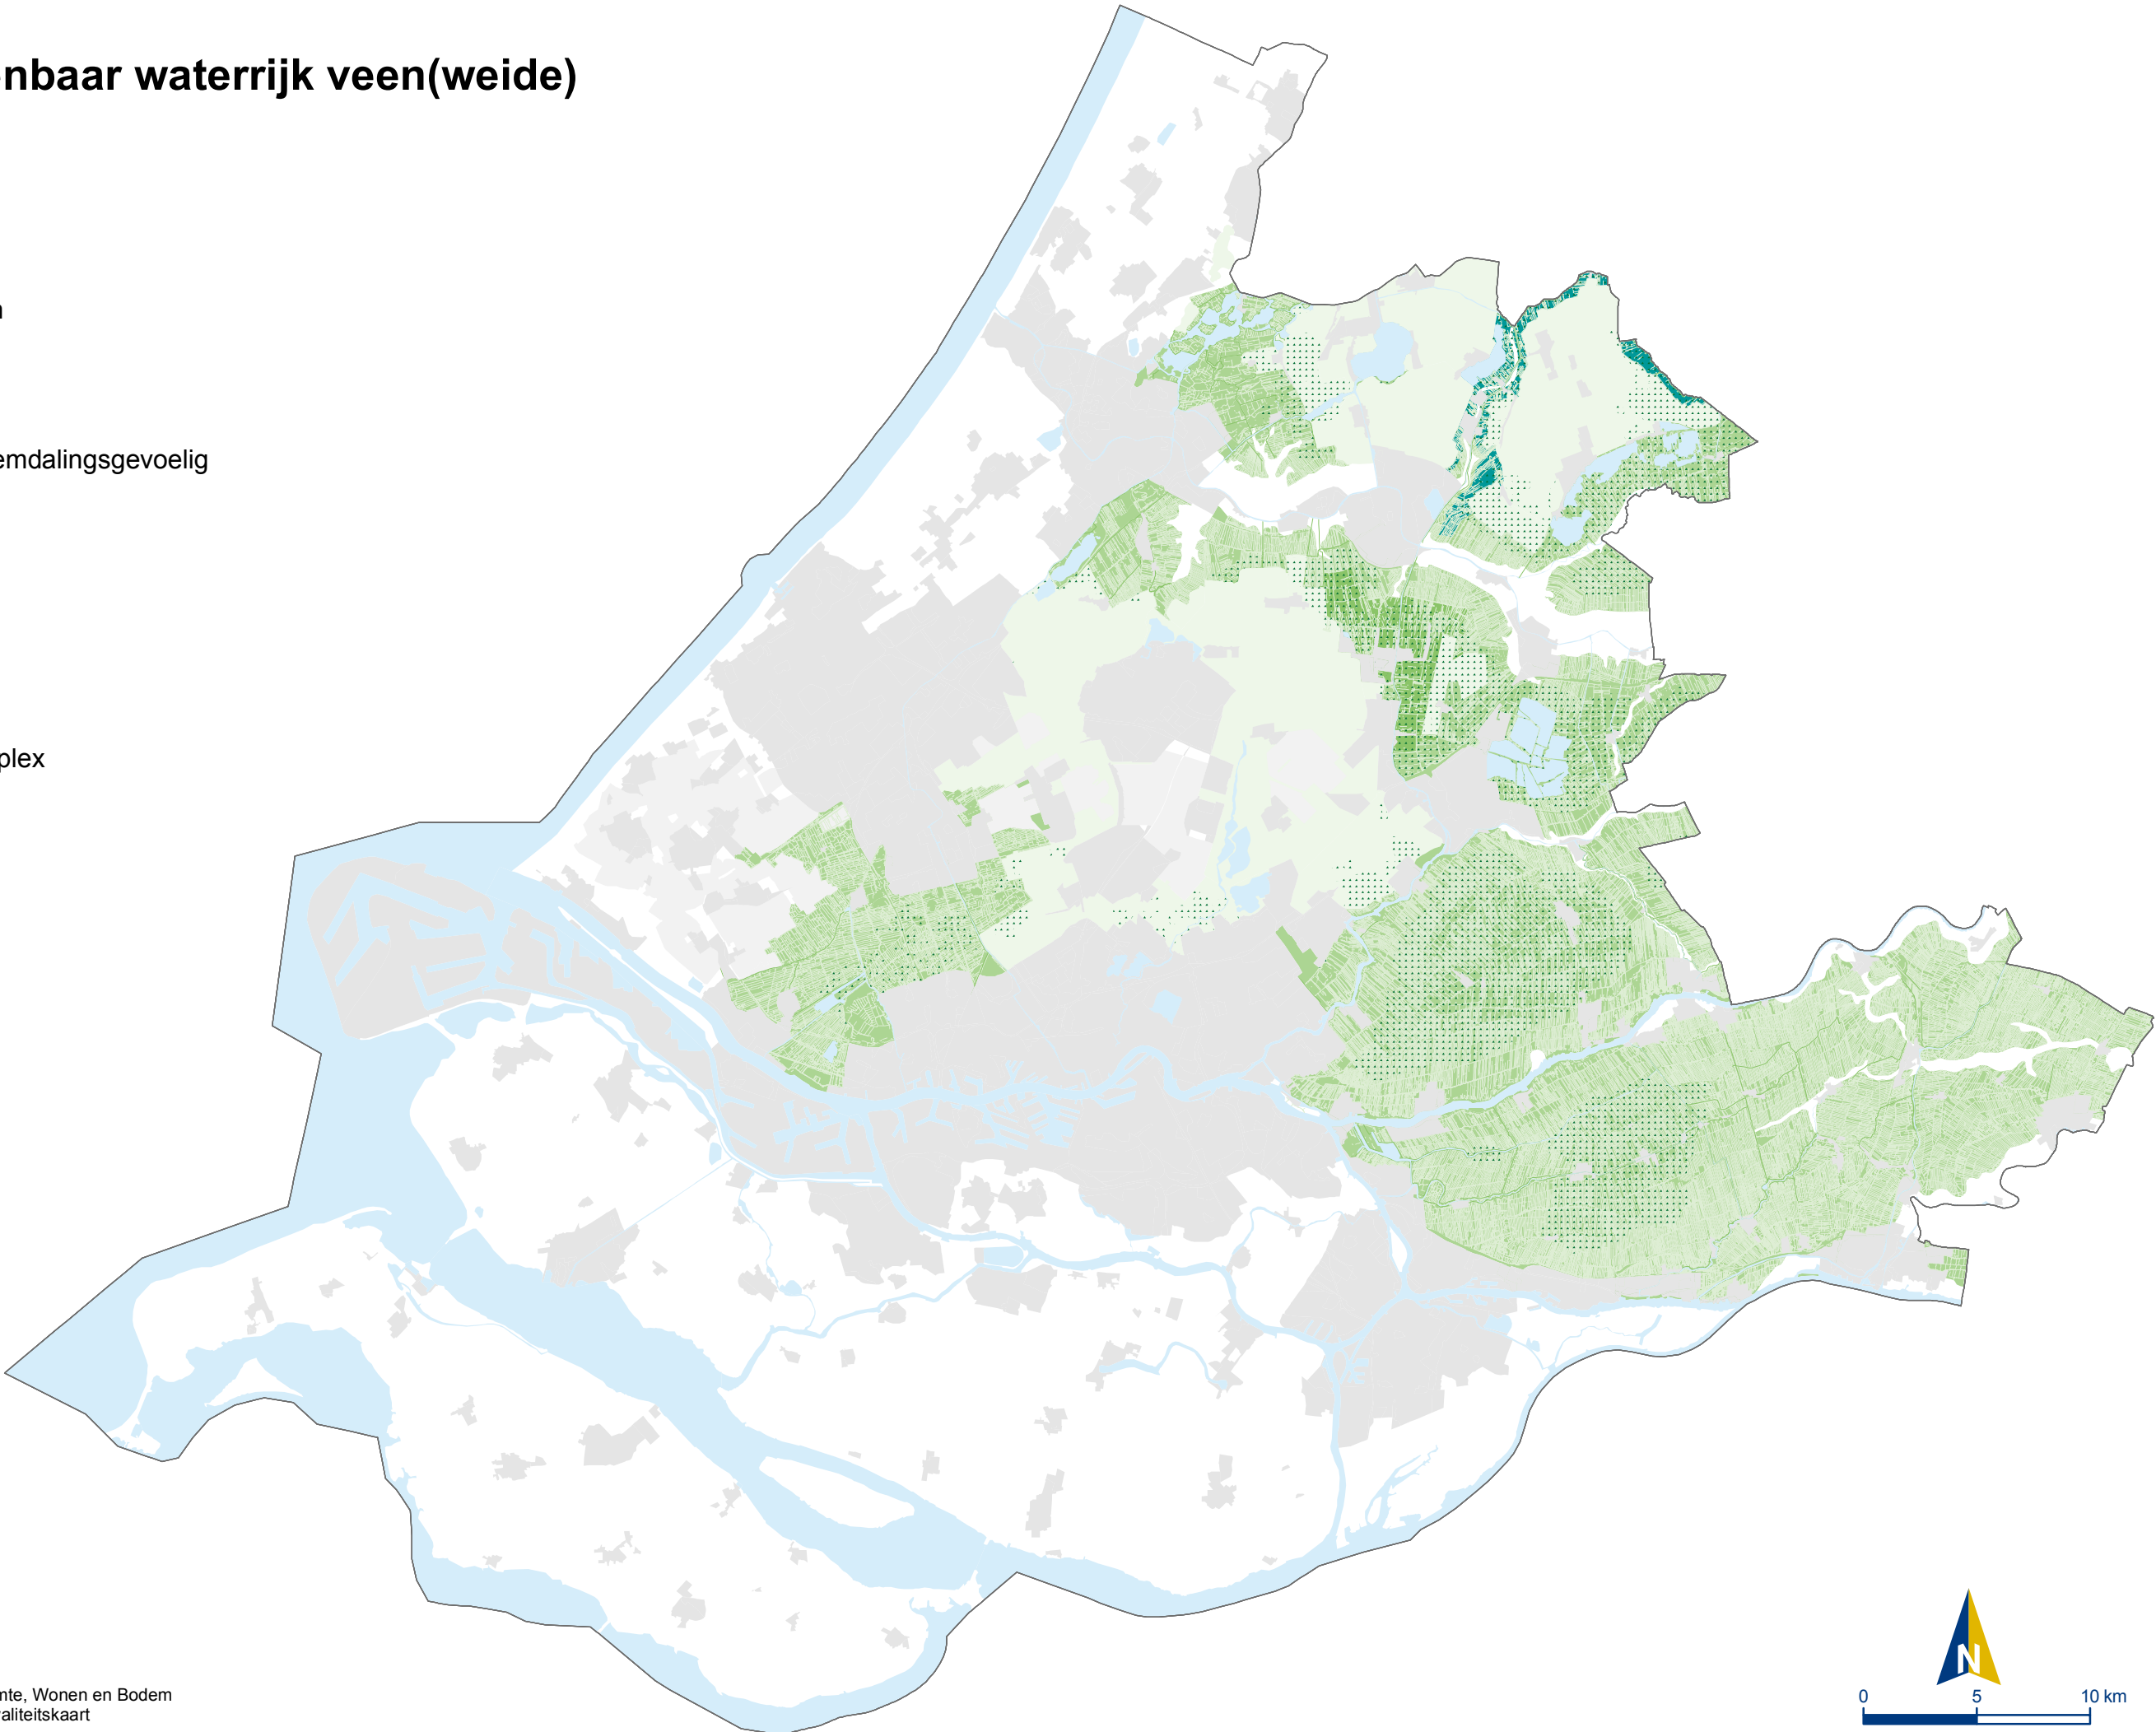 nbaar waterrijk veen(weide)
emdalingsgevoelig
plex
nte, Wonen en Bodem
aliteitskaart
N
0 5 10 km